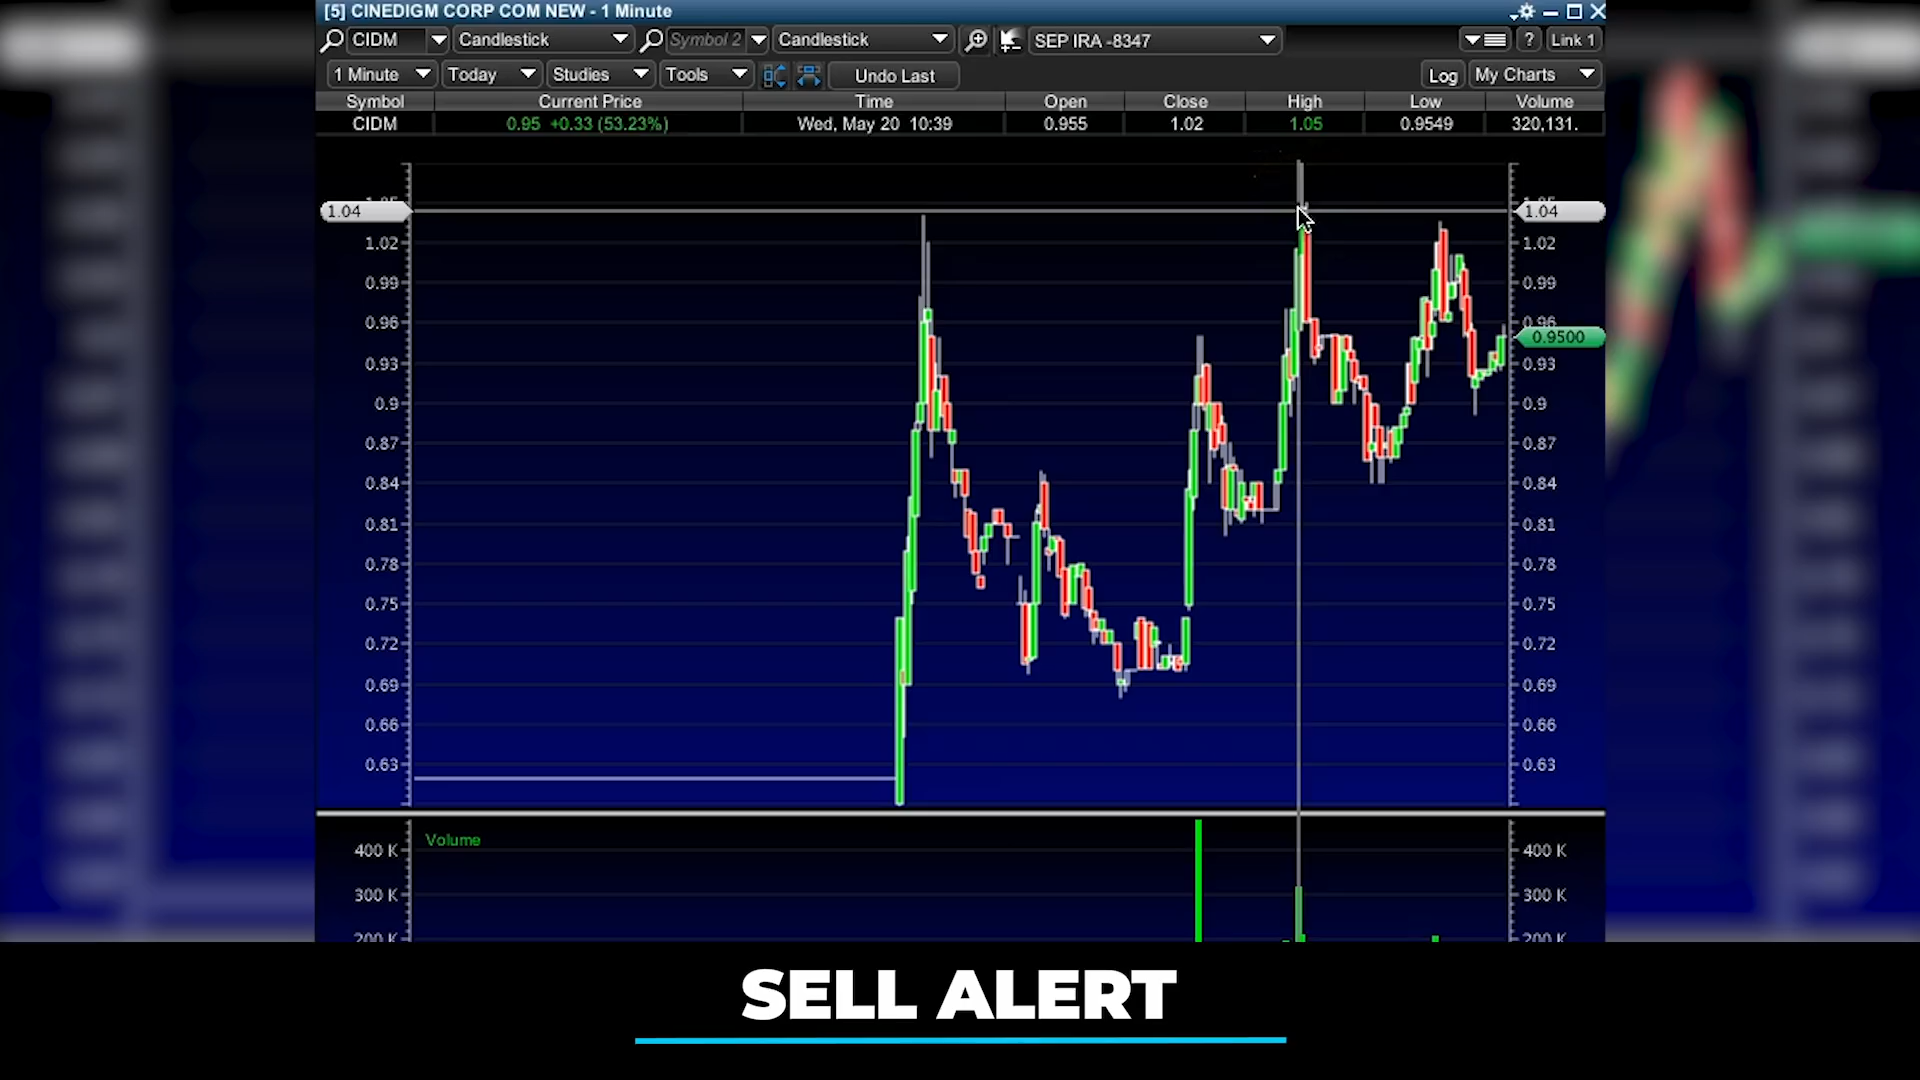 [5] CINEDIGM CORP COM NEW - 1 Minute
CIDM Candlestick Symbol 2 Candlestick SEP IRA -8347 ? Link 1
1 Minute Today Studies Tools Undo Last Log My Charts
Symbol Current Price Time Open Close High Low Volume
CIDM 0.95 +0.33 (53.23%) Wed, May 20 10:39 0.955 1.02 1.05 0.9549 320,131.
1.04 1.04
1.02 1.02
0.99 0.99
0.96 0.96
0.9500
0.93 0.93
0.9 0.9
0.87 0.87
0.84 0.84
0.81 0.81
0.78 0.78
0.75 0.75
0.72 0.72
0.69 0.69
0.66 0.66
0.63 0.63
Volume
400 K 400 K
300 K 300 K
200 K 200 K
SELL ALERT